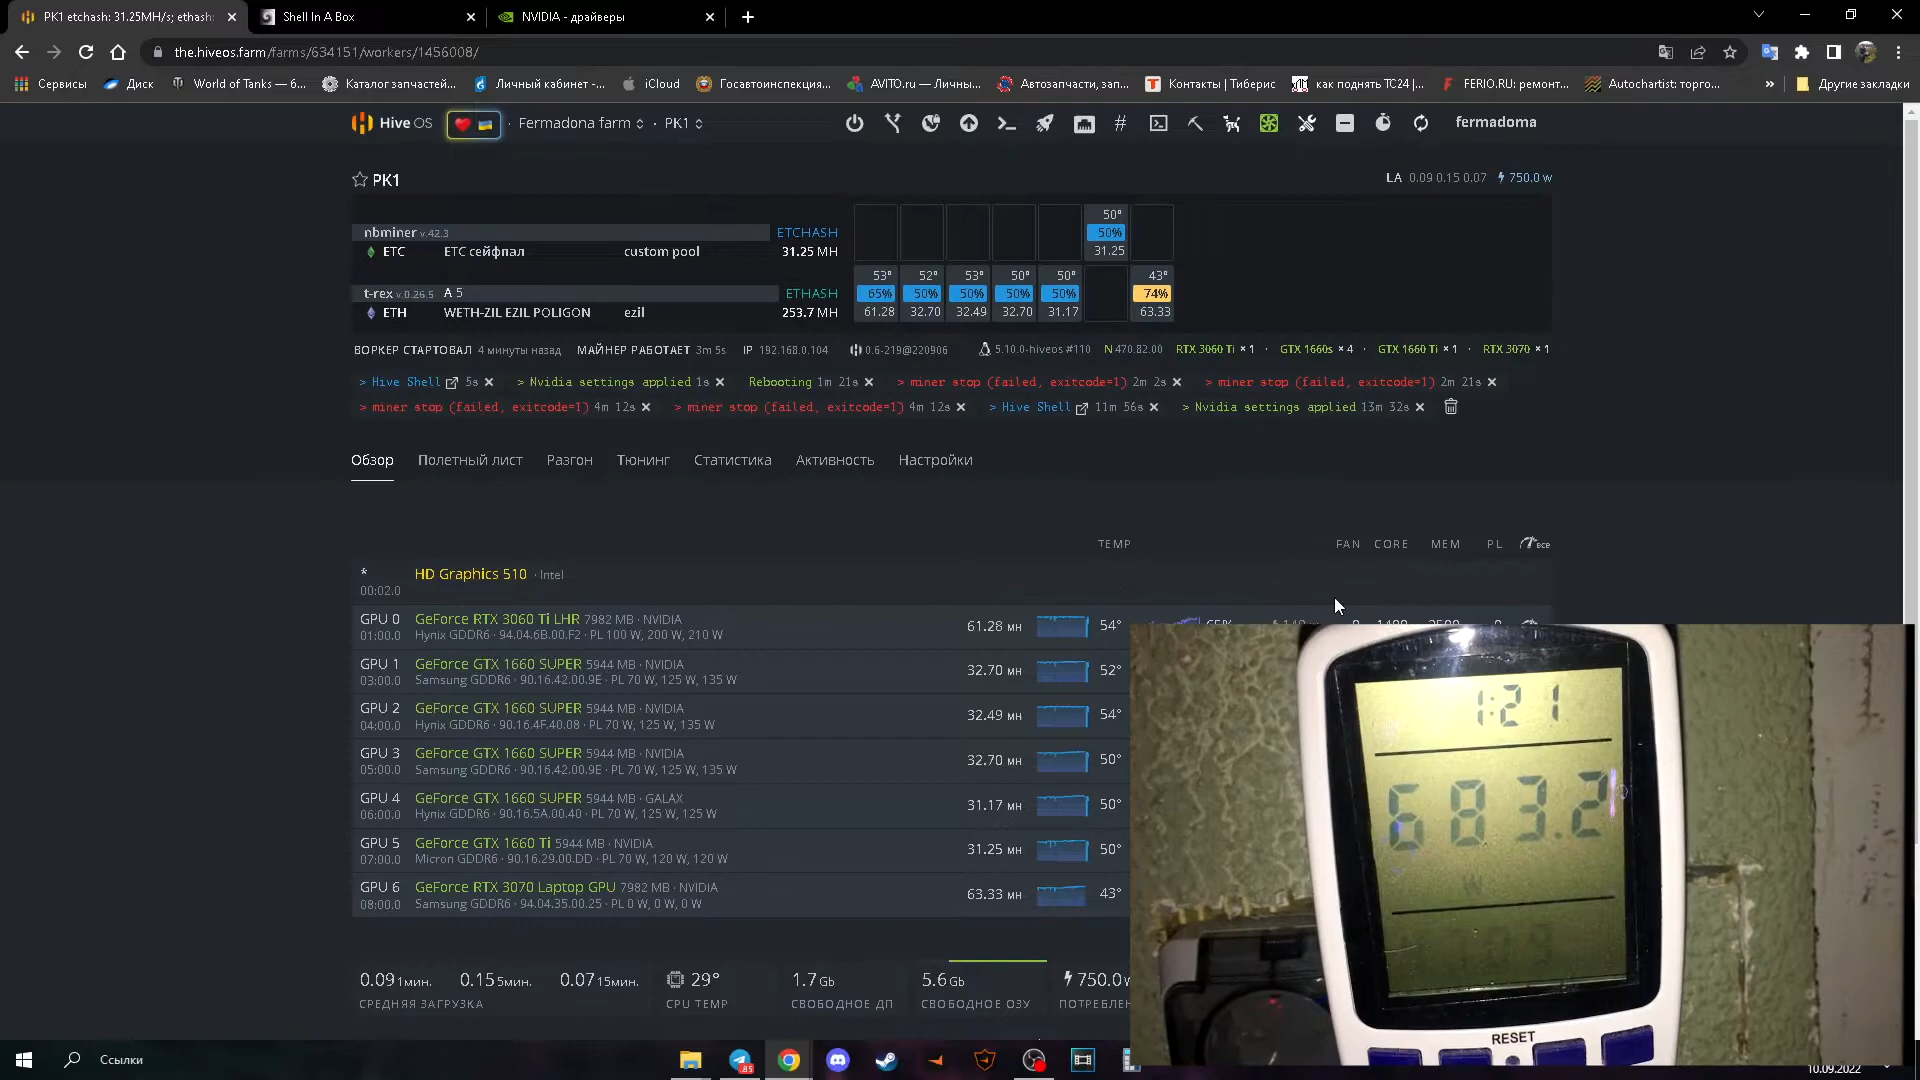 PK1 etchash: 31.25MH/s; ethash:
Shell In A Box
NVIDIA - драйверы
the.hiveos.farm/farms/634151/workers/1456008/
Сервисы
Диск
World of Tanks — б...
Каталог запчастей...
Личный кабинет -...
iCloud
Госавтоинспекция...
AVITO.ru — Личны...
Автозапчасти, зап...
Контакты | Тиберис
как поднять ТС24 |...
FERIO.RU: ремонт...
Autochartist: торго...
»
Другие закладки
Hive OS
Fermadona farm
PK1
fermadoma
PK1
LA 0.09 0.15 0.07 750.0 W
nbminer v.42.3 ETCHASH
ETC ETC сейфпал custom pool 31.25 MH
50°
50%
31.25
t-rex v.0.26.5 A 5 ETHASH
ETH WETH-ZIL EZIL POLIGON ezil 253.7 MH
53° 52° 53° 50° 50° 43°
65% 50% 50% 50% 50% 74%
61.28 32.70 32.49 32.70 31.17 63.33
ВОРКЕР СТАРТОВАЛ 4 минуты назад МАЙНЕР РАБОТАЕТ 3m 5s IP 192.168.0.104 0.6-219@220906 5.10.0-hiveos #110 N 470.82.00 RTX 3060 Ti × 1 · GTX 1660s × 4 · GTX 1660 Ti × 1 · RTX 3070 × 1
> Hive Shell 5s × > Nvidia settings applied 1s × Rebooting 1m 21s × > miner stop (failed, exitcode=1) 2m 2s × > miner stop (failed, exitcode=1) 2m 21s ×
> miner stop (failed, exitcode=1) 4m 12s × > miner stop (failed, exitcode=1) 4m 12s × > Hive Shell 11m 56s × > Nvidia settings applied 13m 32s ×
Обзор Полетный лист Разгон Тюнинг Статистика Активность Настройки
TEMP FAN CORE MEM PL все
* HD Graphics 510 · Intel
00:02.0
GPU 0 GeForce RTX 3060 Ti LHR 7982 MB · NVIDIA 61.28 мн 54°
01:00.0 Hynix GDDR6 · 94.04.6B.00.F2 · PL 100 W, 200 W, 210 W
GPU 1 GeForce GTX 1660 SUPER 5944 MB · NVIDIA 32.70 мн 52°
03:00.0 Samsung GDDR6 · 90.16.42.00.9E · PL 70 W, 125 W, 135 W
GPU 2 GeForce GTX 1660 SUPER 5944 MB · NVIDIA 32.49 мн 54°
04:00.0 Hynix GDDR6 · 90.16.4F.40.08 · PL 70 W, 125 W, 135 W
GPU 3 GeForce GTX 1660 SUPER 5944 MB · NVIDIA 32.70 мн 50°
05:00.0 Samsung GDDR6 · 90.16.42.00.9E · PL 70 W, 125 W, 135 W
GPU 4 GeForce GTX 1660 SUPER 5944 MB · GALAX 31.17 мн 50°
06:00.0 Hynix GDDR6 · 90.16.5A.00.40 · PL 70 W, 125 W, 125 W
GPU 5 GeForce GTX 1660 Ti 5944 MB · NVIDIA 31.25 мн 50°
07:00.0 Micron GDDR6 · 90.16.29.00.DD · PL 70 W, 120 W, 120 W
GPU 6 GeForce RTX 3070 Laptop GPU 7982 MB · NVIDIA 63.33 мн 43°
08:00.0 Samsung GDDR6 · 94.04.35.00.25 · PL 0 W, 0 W, 0 W
0.09 1мин. 0.15 5мин. 0.07 15мин. 29° 1.7 Gb 5.6 Gb 750.0 W
СРЕДНЯЯ ЗАГРУЗКА CPU TEMP СВОБОДНОЕ ДП СВОБОДНОЕ ОЗУ ПОТРЕБЛЕН
1:21
683.2
RESET
Ссылки
85
10.09.2022